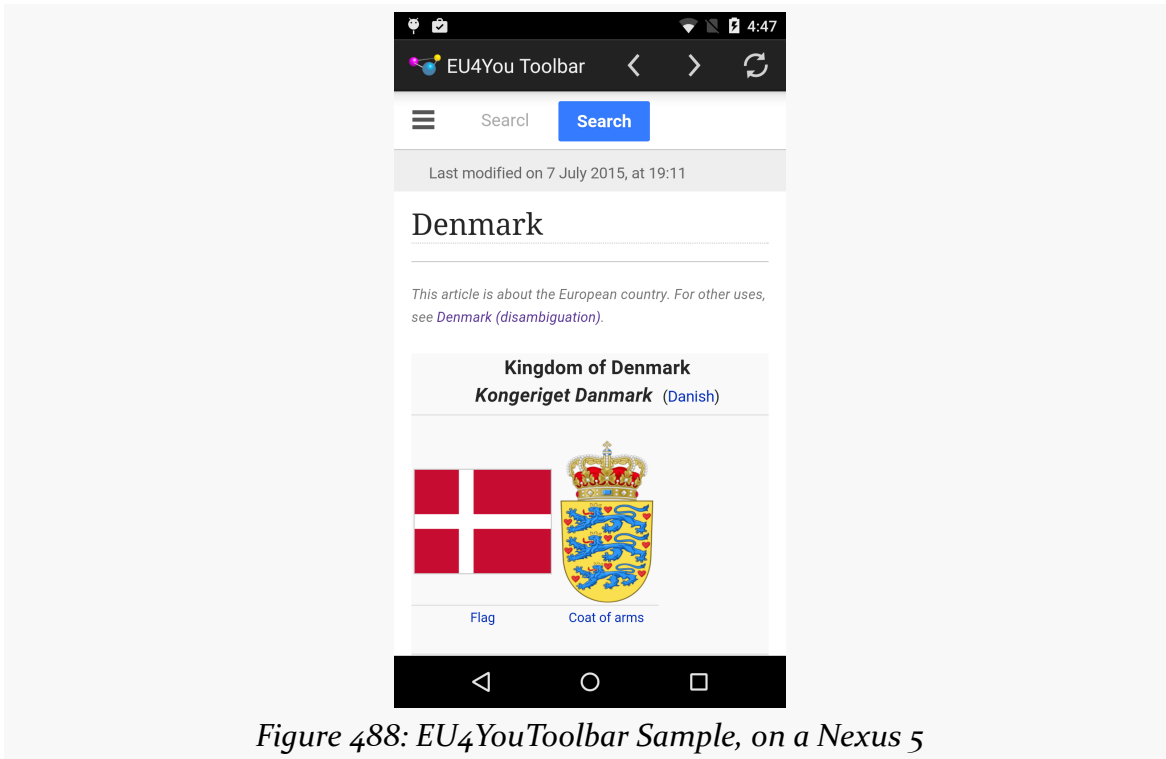 4:47
EU4You Toolbar
Searcl Search
Last modified on 7 July 2015, at 19:11
Denmark
This article is about the European country. For other uses,
see Denmark (disambiguation).
Kingdom of Denmark
Kongeriget Danmark (Danish)
Flag Coat of arms
Figure 488: EU4YouToolbar Sample, on a Nexus 5